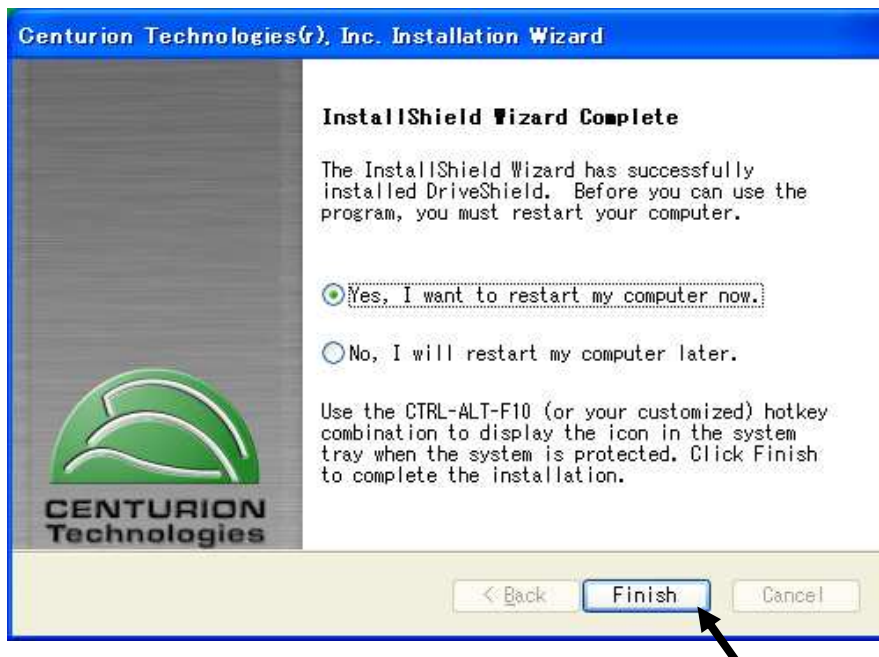 Centurion Technologies(r), Inc. Installation Wizard
InstallShield Wizard Complete
The InstallShield Wizard has successfully
installed DriveShield.  Before you can use the
program, you must restart your computer.
Yes, I want to restart my computer now.
No, I will restart my computer later.
Use the CTRL-ALT-F10 (or your customized) hotkey
combination to display the icon in the system
tray when the system is protected. Click Finish
to complete the installation.
CENTURION
Technologies
< Back
Finish
Cancel